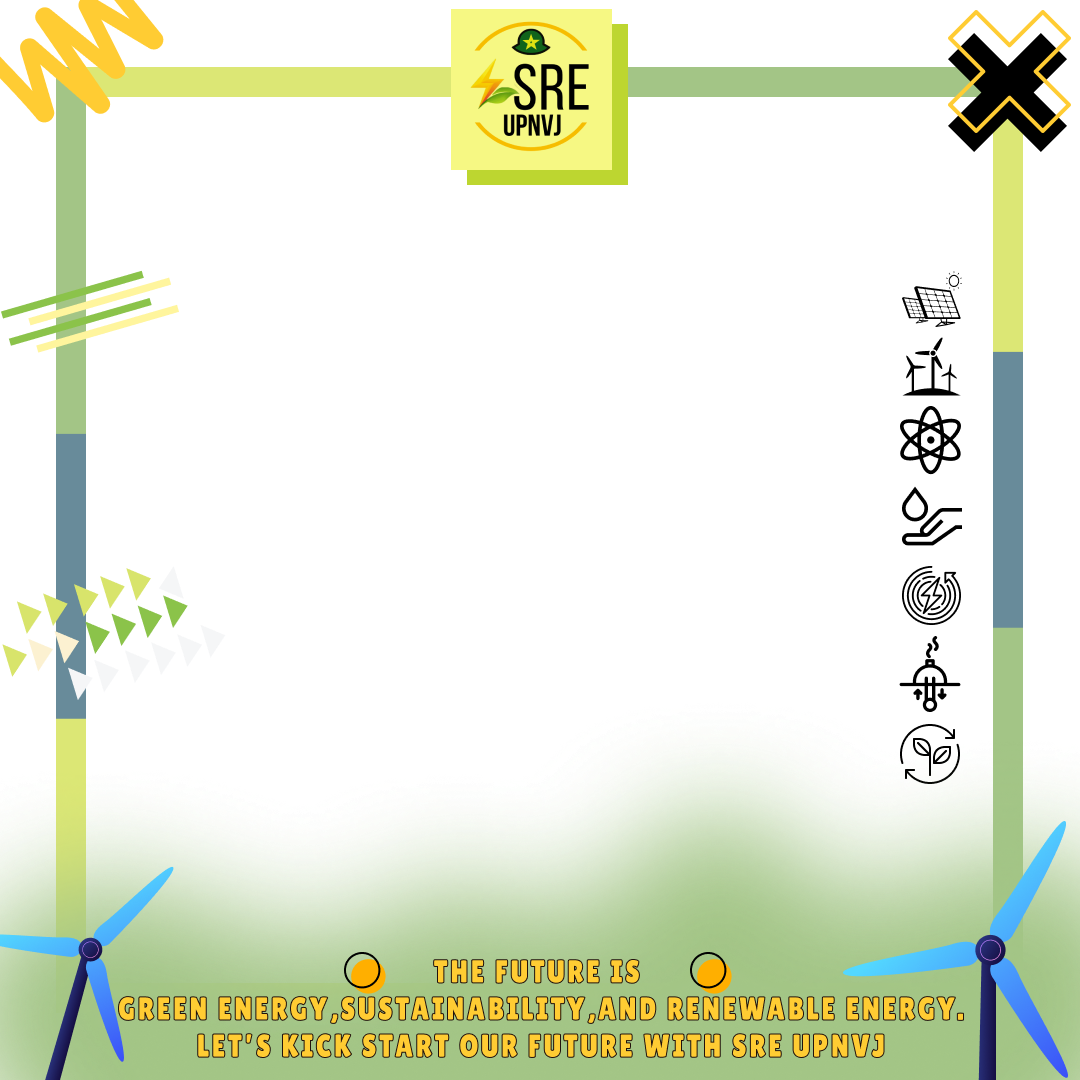 SRE
UPNVJ
THE FUTURE IS
GREEN ENERGY,SUSTAINABILITY,AND RENEWABLE ENERGY.
LET'S KICK START OUR FUTURE WITH SRE UPNVJ